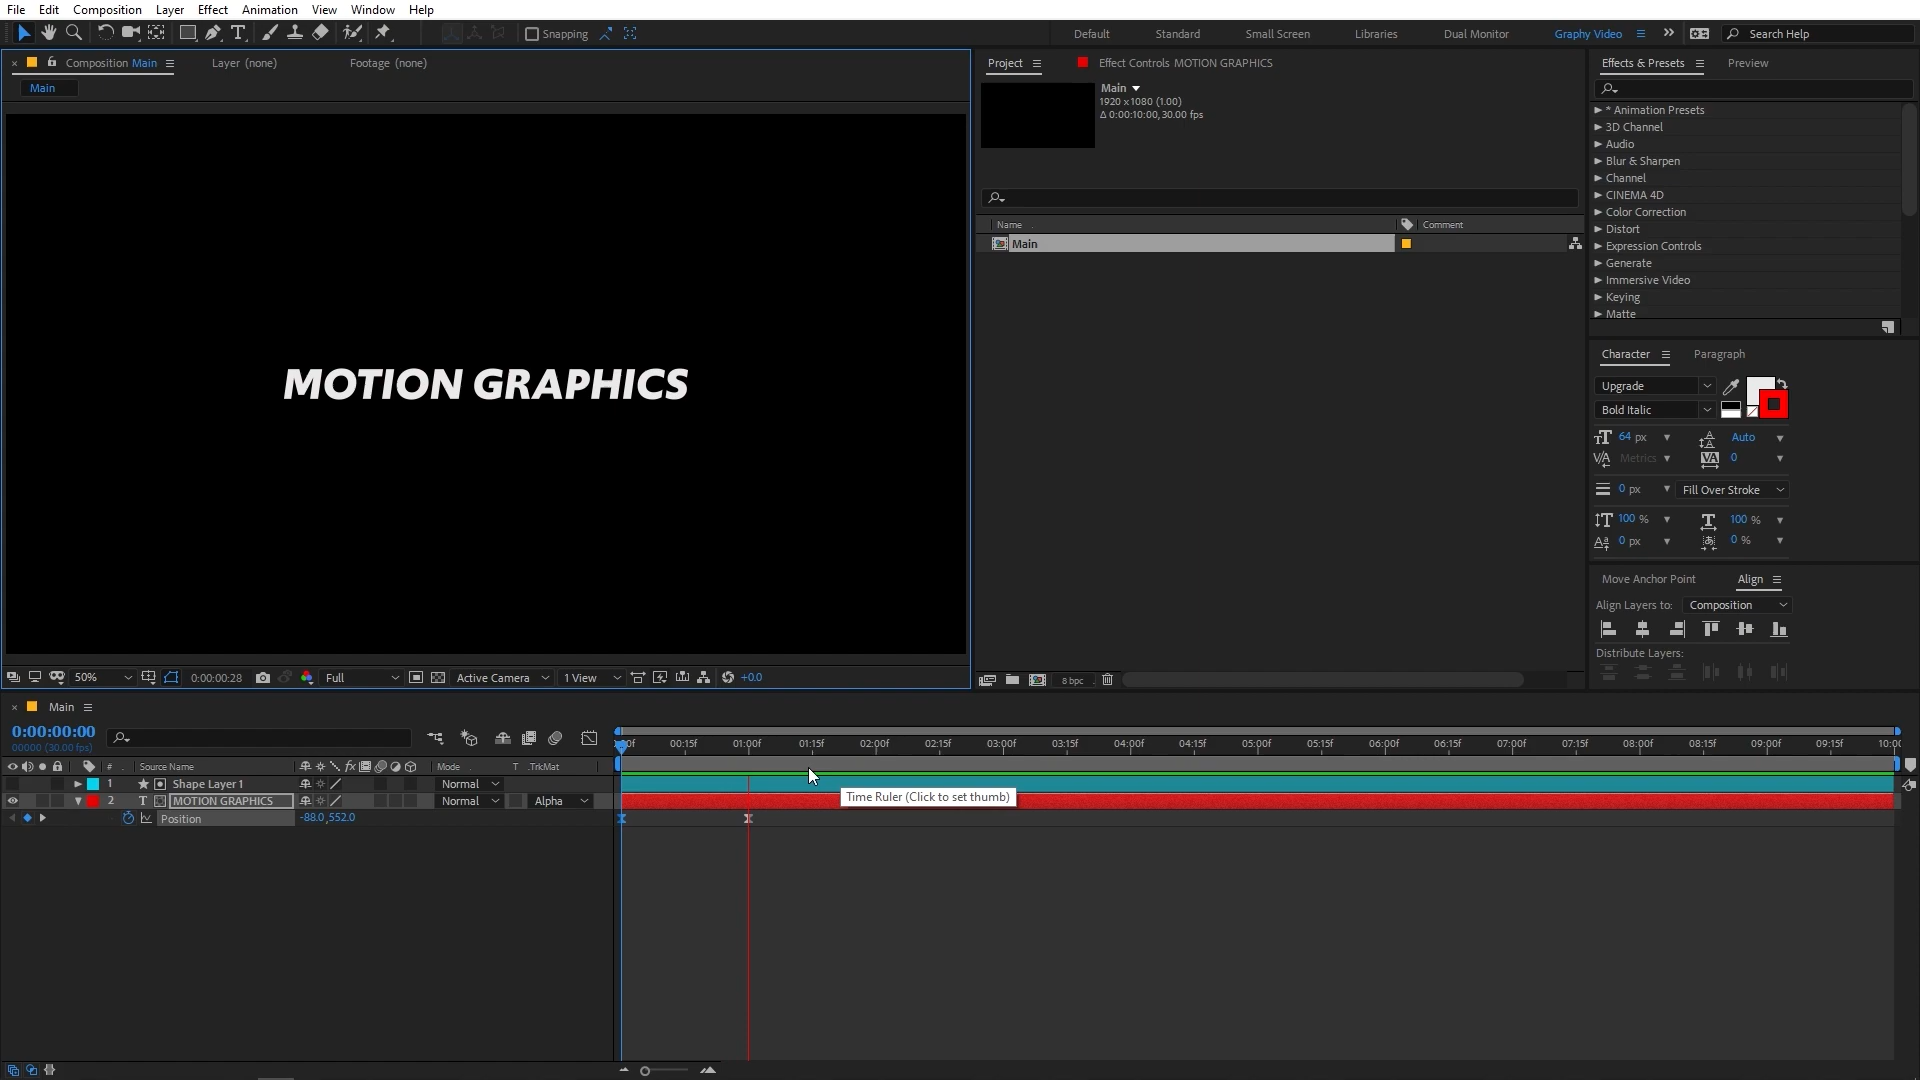 File Edit Composition Layer Effect Animation View Window Help
Snapping Default Standard Small Screen Libraries Dual Monitor Graphy Video Search Help
Composition Main Layer (none) Footage (none)
Main
MOTION GRAPHICS
50% 0:00:00:28 Full Active Camera 1 View +0.0
Project Effect Controls MOTION GRAPHICS
Main
1920 x1080 (1.00)
Δ 0:00:10:00, 30.00 fps
Name Comment
Main
8 bpc
Effects & Presets Preview
* Animation Presets
3D Channel
Audio
Blur & Sharpen
Channel
CINEMA 4D
Color Correction
Distort
Expression Controls
Generate
Immersive Video
Keying
Matte
Character Paragraph
Upgrade
Bold Italic
64 px Auto
Metrics 0
0 px Fill Over Stroke
100 % 100 %
0 px 0 %
Move Anchor Point Align
Align Layers to: Composition
Distribute Layers:
Main
0:00:00:00
00000 (30.00 fps)
00:15f 01:00f 01:15f 02:00f 02:15f 03:00f 03:15f 04:00f 04:15f 05:00f 05:15f 06:00f 06:15f 07:00f 07:15f 08:00f 08:15f 09:00f 09:15f 10:00
# Source Name Mode T .TrkMat
1 Shape Layer 1 Normal
2 T MOTION GRAPHICS Normal Alpha
Position -88.0,552.0
Time Ruler (Click to set thumb)